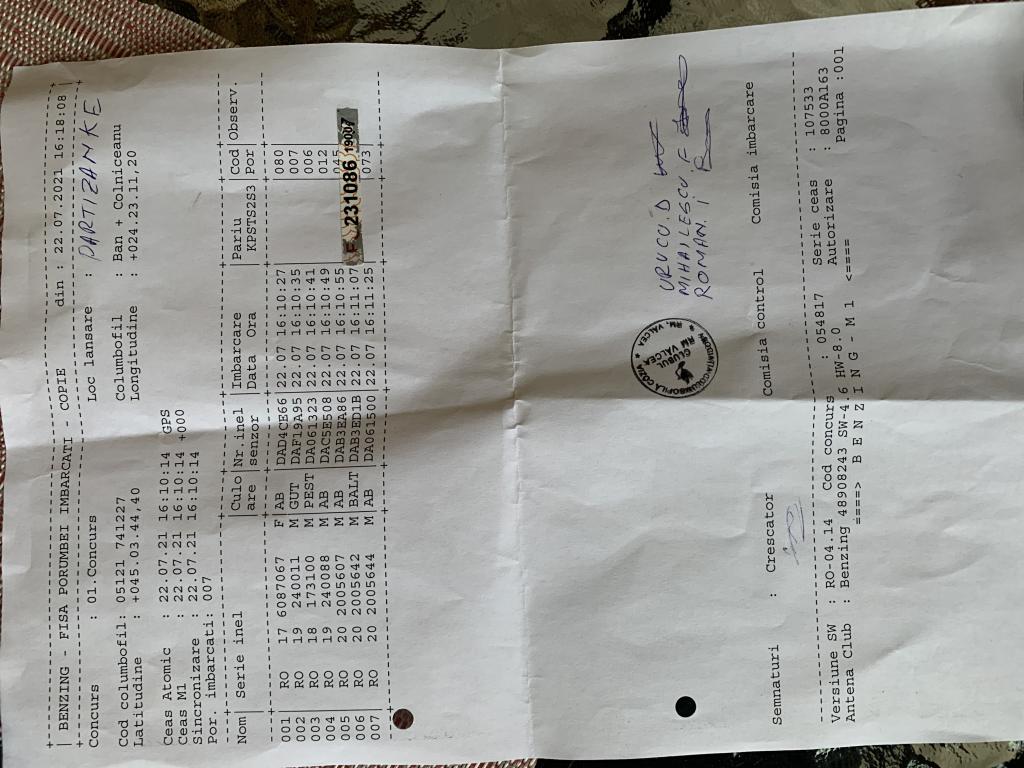 | BENZING - FISA PORUMBEI IMBARCATI - COPIE din : 22.07.2021 16:18:08 |
Concurs : 01 Concurs Loc lansare : PARTIZANKE
Cod columbofil: 05121 741227 Columbofil : Ban + Colniceanu
Latitudine : +045.03.44,40 Longitudine : +024.23.11,20
Ceas Atomic : 22.07.21 16:10:14 GPS
Ceas M1 : 22.07.21 16:10:14 +000
Sincronizare : 22.07.21 16:10:14
Por. imbarcati: 007
Nom | Serie inel | Culo | Nr.inel | Imbarcare | Pariu | Cod | Observ.
are | senzor | Data Ora | KPSTS2S3 | Por
001 | RO 17 6087067 F | AB | DAD4CE66 | 22.07 16:10:27 | 080
002 | RO 19 240011 M | GUT | DAF19A95 | 22.07 16:10:35 | 007
003 | RO 18 173100 M | PEST | DA061323 | 22.07 16:10:41 | 006
004 | RO 19 240088 M | AB | DAC5E508 | 22.07 16:10:49 | 012
005 | RO 20 2005607 M | AB | DAB3EA86 | 22.07 16:10:55 | 045
006 | RO 20 2005642 M | BALT | DAB3ED1B | 22.07 16:11:07
007 | RO 20 2005644 M | AB | DA061500 | 22.07 16:11:25 | 073
231086
URUCU.D
MIHAILESCU.F
ROMAN.I
CLUBUL
RM VALCEA
RM. VALCEA
Semnaturi : Crescator Comisia control Comisia imbarcare
Versiune SW : RO-04.14 Cod concurs : 054817 Serie ceas : 107533
Antena Club : Benzing 48908243 SW-4.6 HW-8.0 Autorizare : 8000A163
====> B E N Z I N G - M 1 <==== Pagina :001